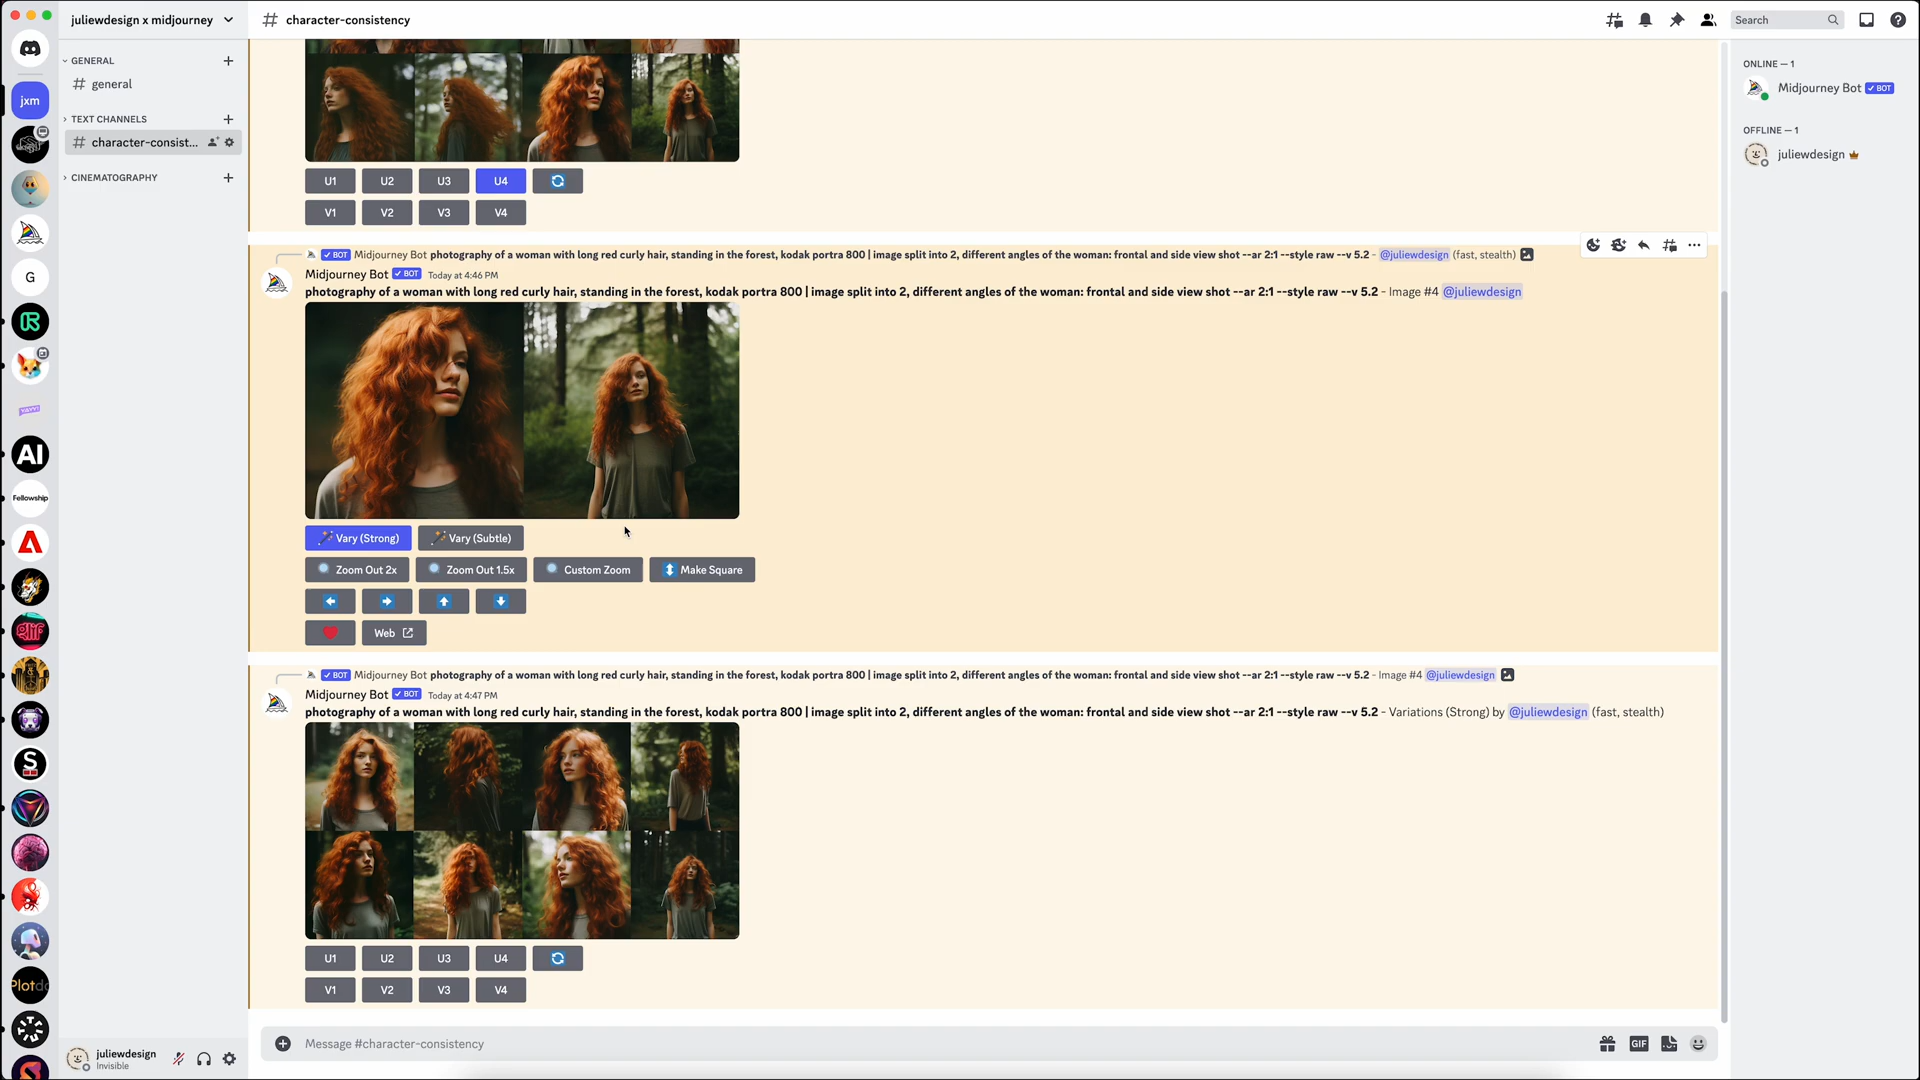 juliewdesign x midjourney
character-consistency
Search
GENERAL
general
TEXT CHANNELS
character-consist...
CINEMATOGRAPHY
jxm
G
YAYY!
AI
Fellowship
glif
S
Plotdo
juliewdesign
Invisible
U1 U2 U3 U4
V1 V2 V3 V4
BOT Midjourney Bot photography of a woman with long red curly hair, standing in the forest, kodak portra 800 | image split into 2, different angles of the woman: frontal and side view shot --ar 2:1 --style raw --v 5.2 - @juliewdesign (fast, stealth)
Midjourney Bot BOT Today at 4:46 PM
photography of a woman with long red curly hair, standing in the forest, kodak portra 800 | image split into 2, different angles of the woman: frontal and side view shot --ar 2:1 --style raw --v 5.2 - Image #4 @juliewdesign
Vary (Strong) Vary (Subtle)
Zoom Out 2x Zoom Out 1.5x Custom Zoom Make Square
Web
BOT Midjourney Bot photography of a woman with long red curly hair, standing in the forest, kodak portra 800 | image split into 2, different angles of the woman: frontal and side view shot --ar 2:1 --style raw --v 5.2 - Image #4 @juliewdesign
Midjourney Bot BOT Today at 4:47 PM
photography of a woman with long red curly hair, standing in the forest, kodak portra 800 | image split into 2, different angles of the woman: frontal and side view shot --ar 2:1 --style raw --v 5.2 - Variations (Strong) by @juliewdesign (fast, stealth)
U1 U2 U3 U4
V1 V2 V3 V4
Message #character-consistency
GIF
ONLINE — 1
Midjourney Bot BOT
OFFLINE — 1
juliewdesign